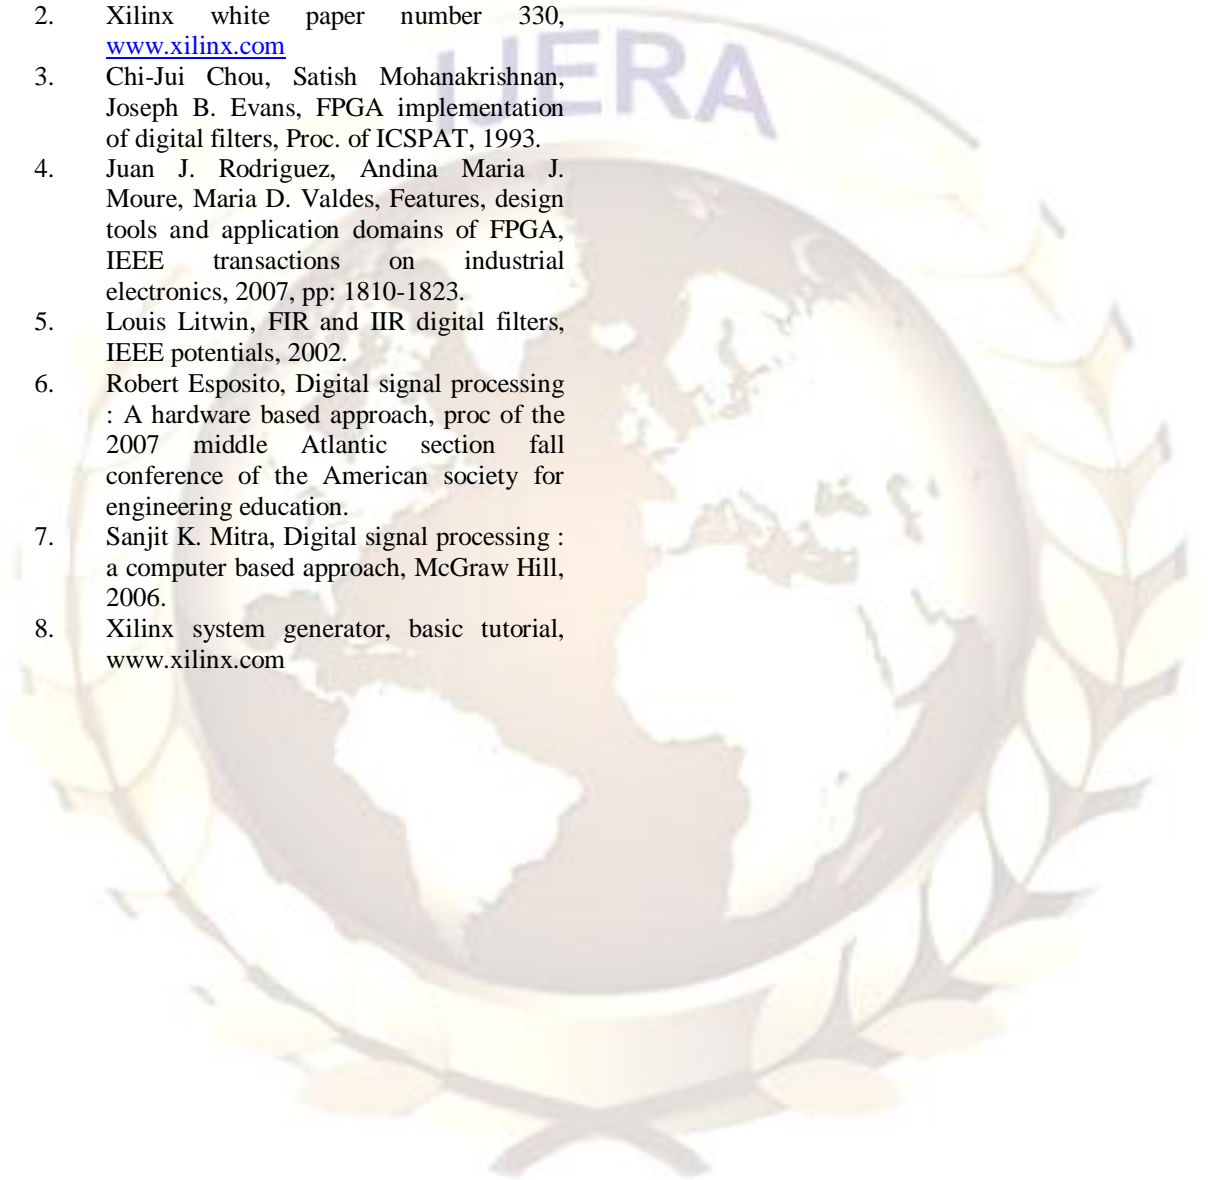 IJERA
2. Xilinx white paper number 330,
www.xilinx.com
3. Chi-Jui Chou, Satish Mohanakrishnan,
Joseph B. Evans, FPGA implementation
of digital filters, Proc. of ICSPAT, 1993.
4. Juan J. Rodriguez, Andina Maria J.
Moure, Maria D. Valdes, Features, design
tools and application domains of FPGA,
IEEE transactions on industrial
electronics, 2007, pp: 1810-1823.
5. Louis Litwin, FIR and IIR digital filters,
IEEE potentials, 2002.
6. Robert Esposito, Digital signal processing
: A hardware based approach, proc of the
2007 middle Atlantic section fall
conference of the American society for
engineering education.
7. Sanjit K. Mitra, Digital signal processing :
a computer based approach, McGraw Hill,
2006.
8. Xilinx system generator, basic tutorial,
www.xilinx.com